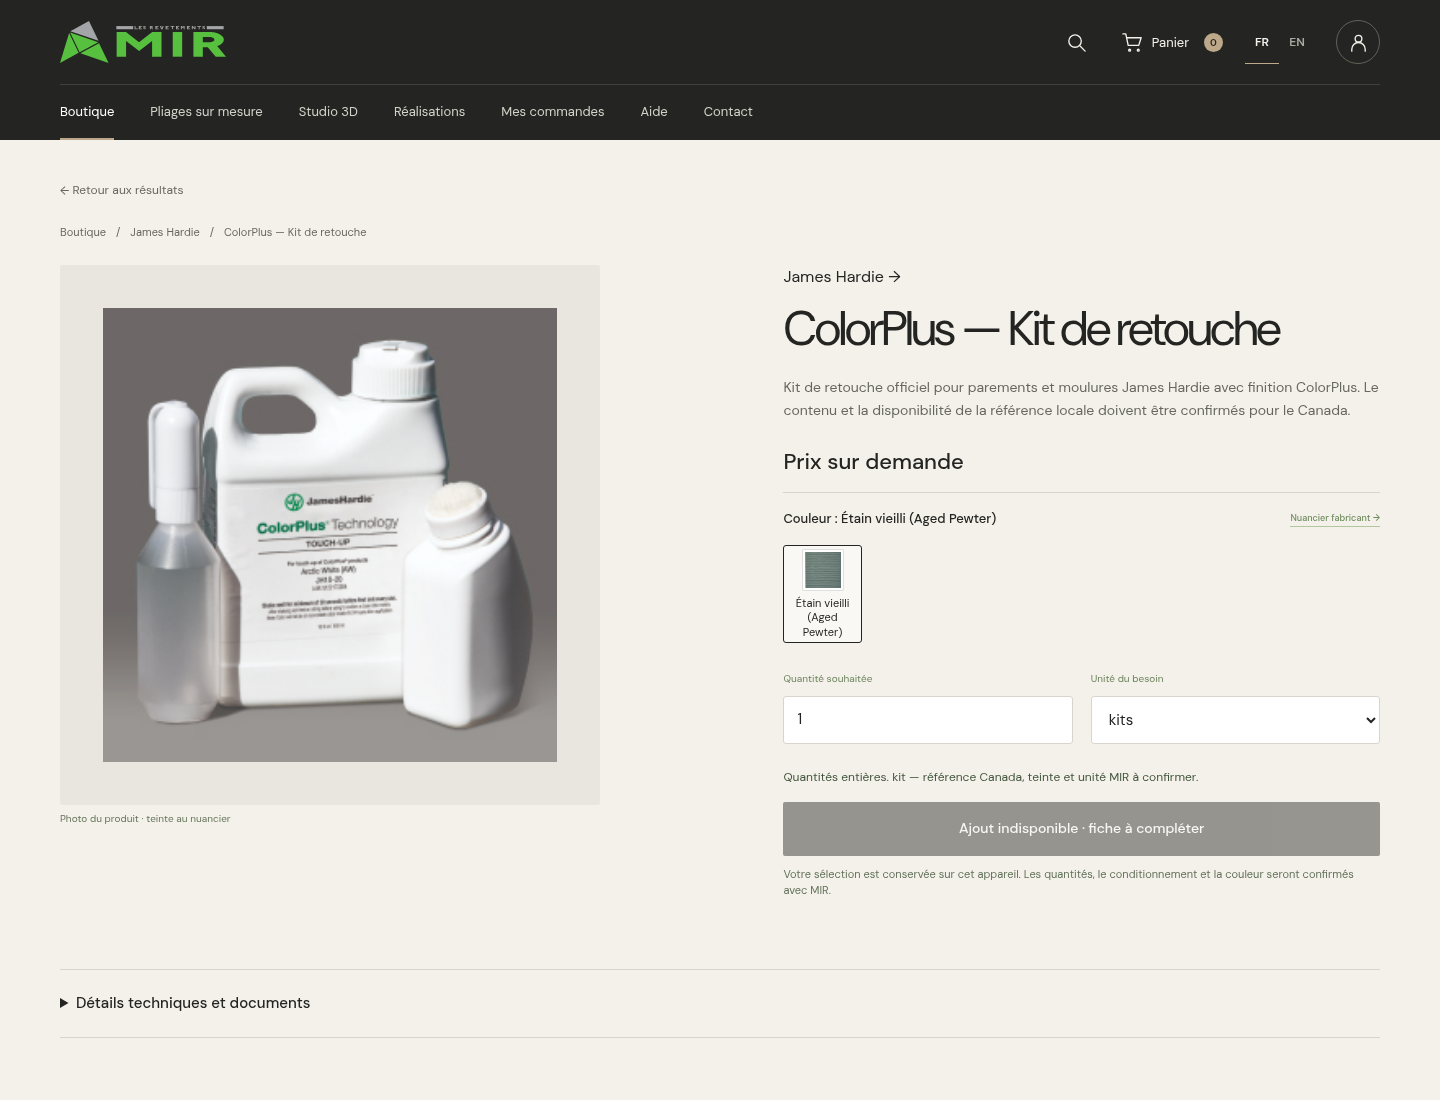 LES REVETEMENTS
MIR
Panier
0
FR
EN
Boutique
Pliages sur mesure
Studio 3D
Réalisations
Mes commandes
Aide
Contact
← Retour aux résultats
Boutique / James Hardie / ColorPlus — Kit de retouche
JamesHardie
ColorPlus Technology
TOUCH-UP
Arctic White (AW)
Photo du produit · teinte au nuancier
James Hardie →
ColorPlus — Kit de retouche
Kit de retouche officiel pour parements et moulures James Hardie avec finition ColorPlus. Le
contenu et la disponibilité de la référence locale doivent être confirmés pour le Canada.
Prix sur demande
Couleur : Étain vieilli (Aged Pewter)
Nuancier fabricant →
Étain vieilli
(Aged
Pewter)
Quantité souhaitée
Unité du besoin
1
kits
Quantités entières. kit — référence Canada, teinte et unité MIR à confirmer.
Ajout indisponible · fiche à compléter
Votre sélection est conservée sur cet appareil. Les quantités, le conditionnement et la couleur seront confirmés
avec MIR.
Détails techniques et documents